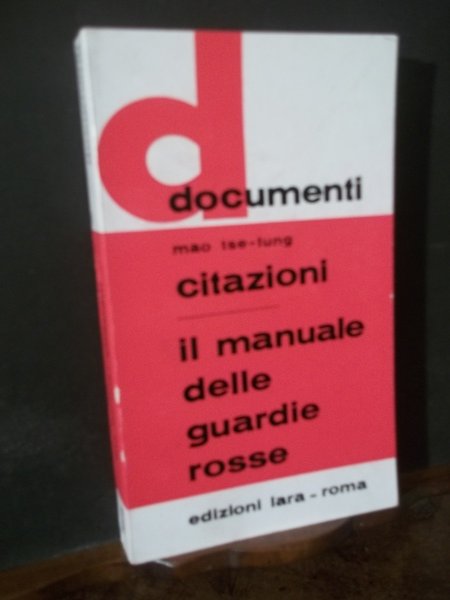 d
documenti
mao tse-tung
citazioni
il manuale
delle
guardie
rosse
edizioni lara - roma